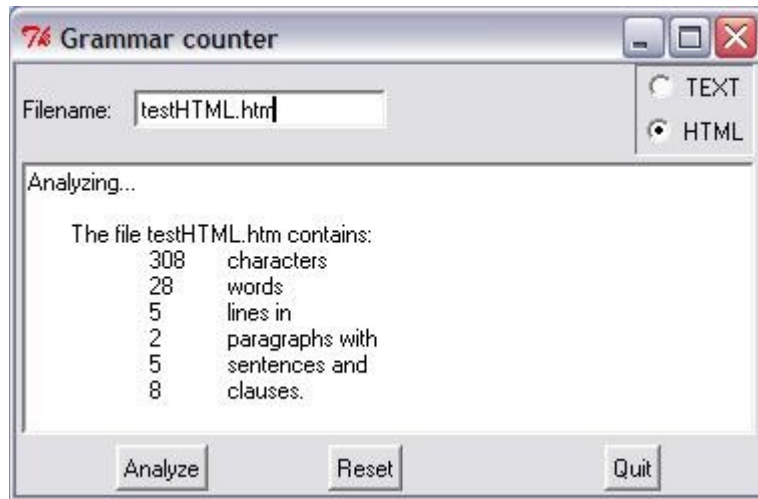 Grammar counter
Filename: testHTML.htm
TEXT
HTML
Analyzing...
The file testHTML.htm contains:
308 characters
28 words
5 lines in
2 paragraphs with
5 sentences and
8 clauses.
Analyze Reset Quit